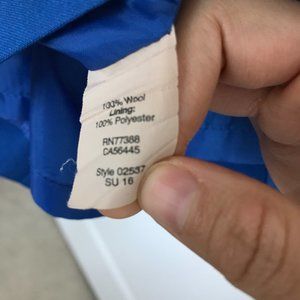 100% Wool
Lining:
100% Polyester
RN77388
CA56445
Style 02537
SU 16